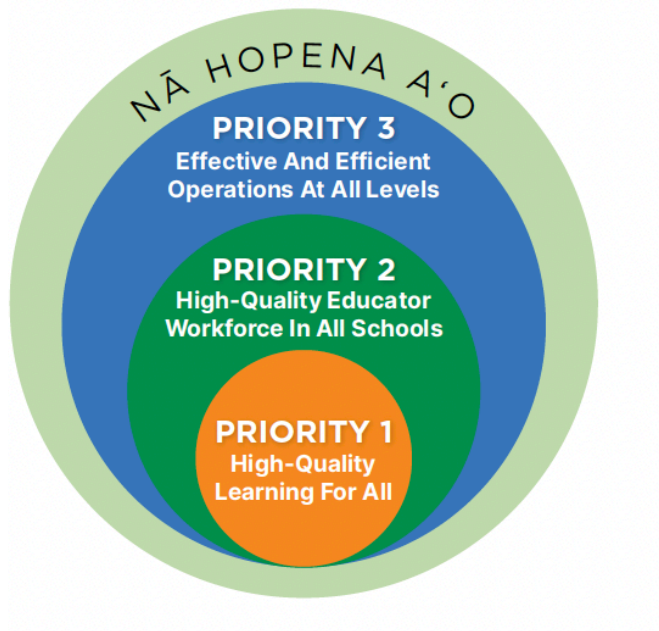 NĀ HOPENA AʻO
PRIORITY 3
Effective And Efficient
Operations At All Levels
PRIORITY 2
High-Quality Educator
Workforce In All Schools
PRIORITY 1
High-Quality
Learning For All